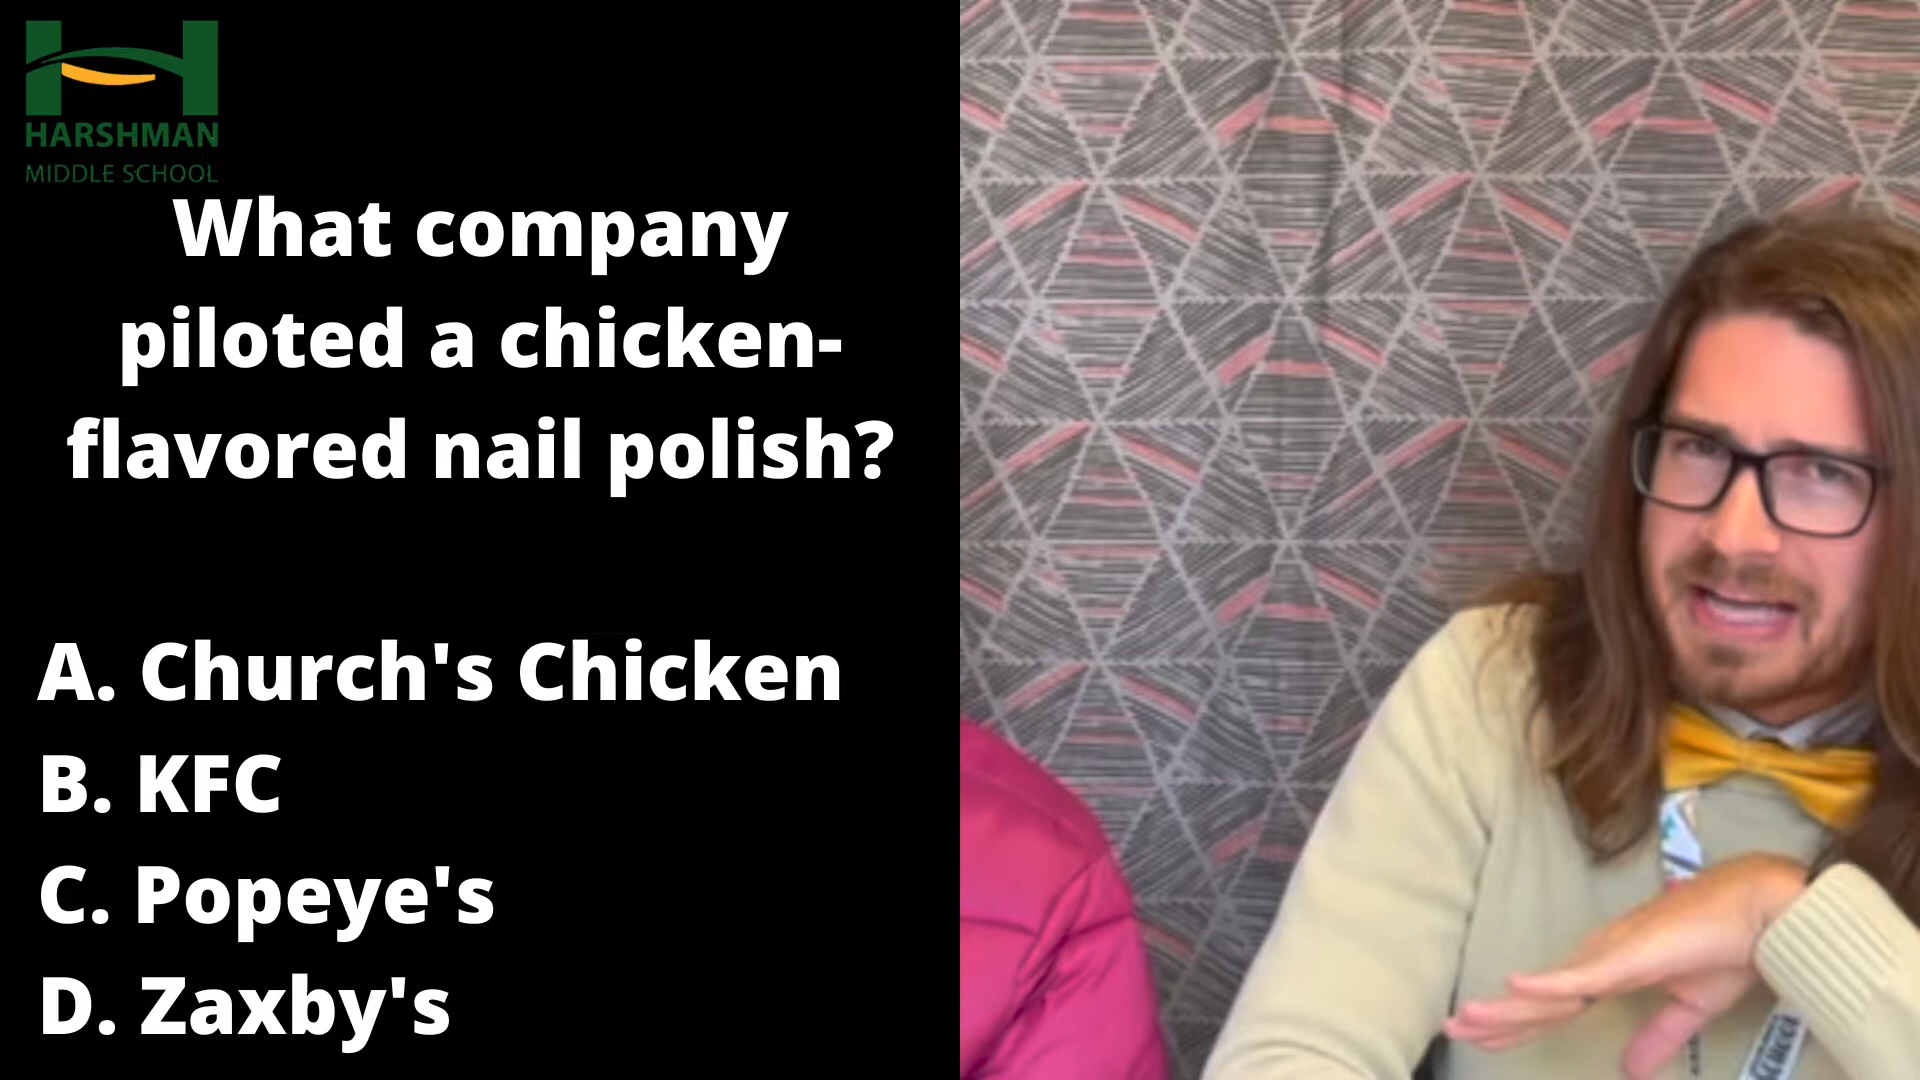 HARSHMAN
MIDDLE SCHOOL
What company
piloted a chicken-
flavored nail polish?
A. Church's Chicken
B. KFC
C. Popeye's
D. Zaxby's